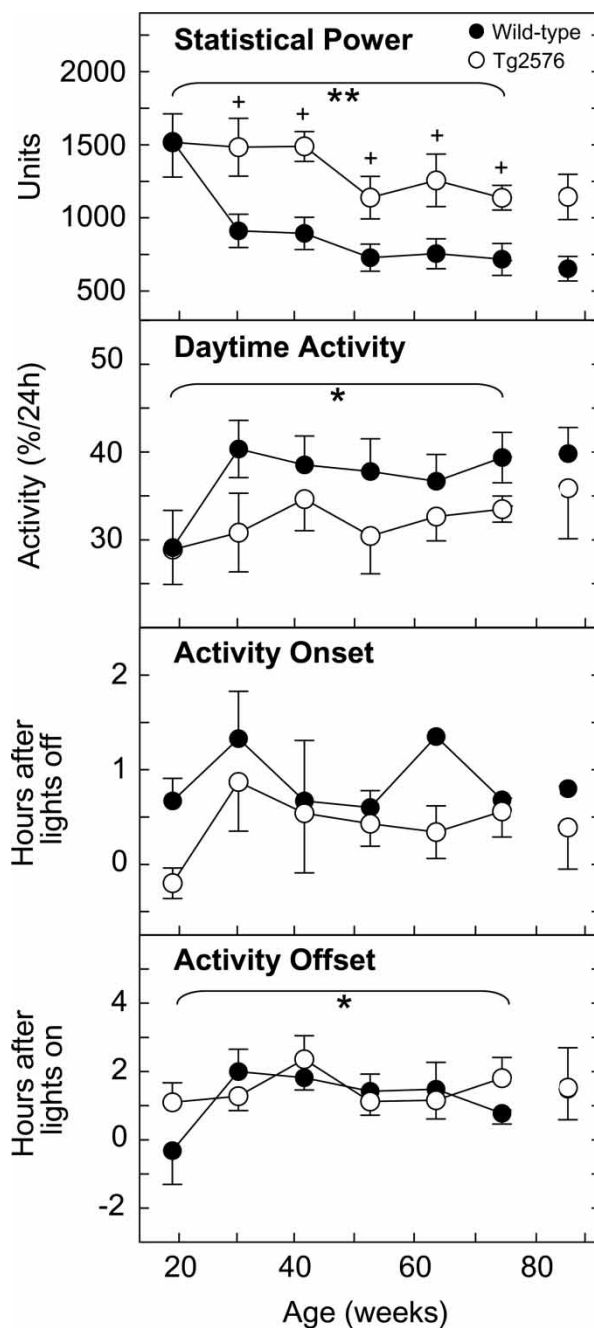 Statistical Power
Wild-type
Tg2576
2000
1500
1000
500
Units
**
+ + + + +
Daytime Activity
50
40
30
Activity (%/24h)
*
Activity Onset
2
1
0
Hours after
lights off
Activity Offset
4
2
0
-2
Hours after
lights on
*
20 40 60 80
Age (weeks)